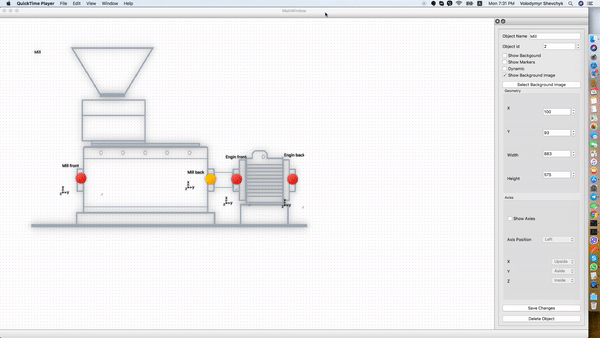 QuickTime Player File Edit View Window Help
Mon 7:31 PM Volodymyr Shevchyk
MainWindow
Object Name Mill
Object Id 2
Show Background
Show Markers
Dynamic
Show Background Image
Select Background Image
Geometry
X 100
Y 93
Width 883
Height 575
Axes
Show Axes
Axis Position Left
X Upside
Y Aside
Z Inside
Save Changes
Delete Object
Mill
Engin front
Engin back
Mill front
Mill back